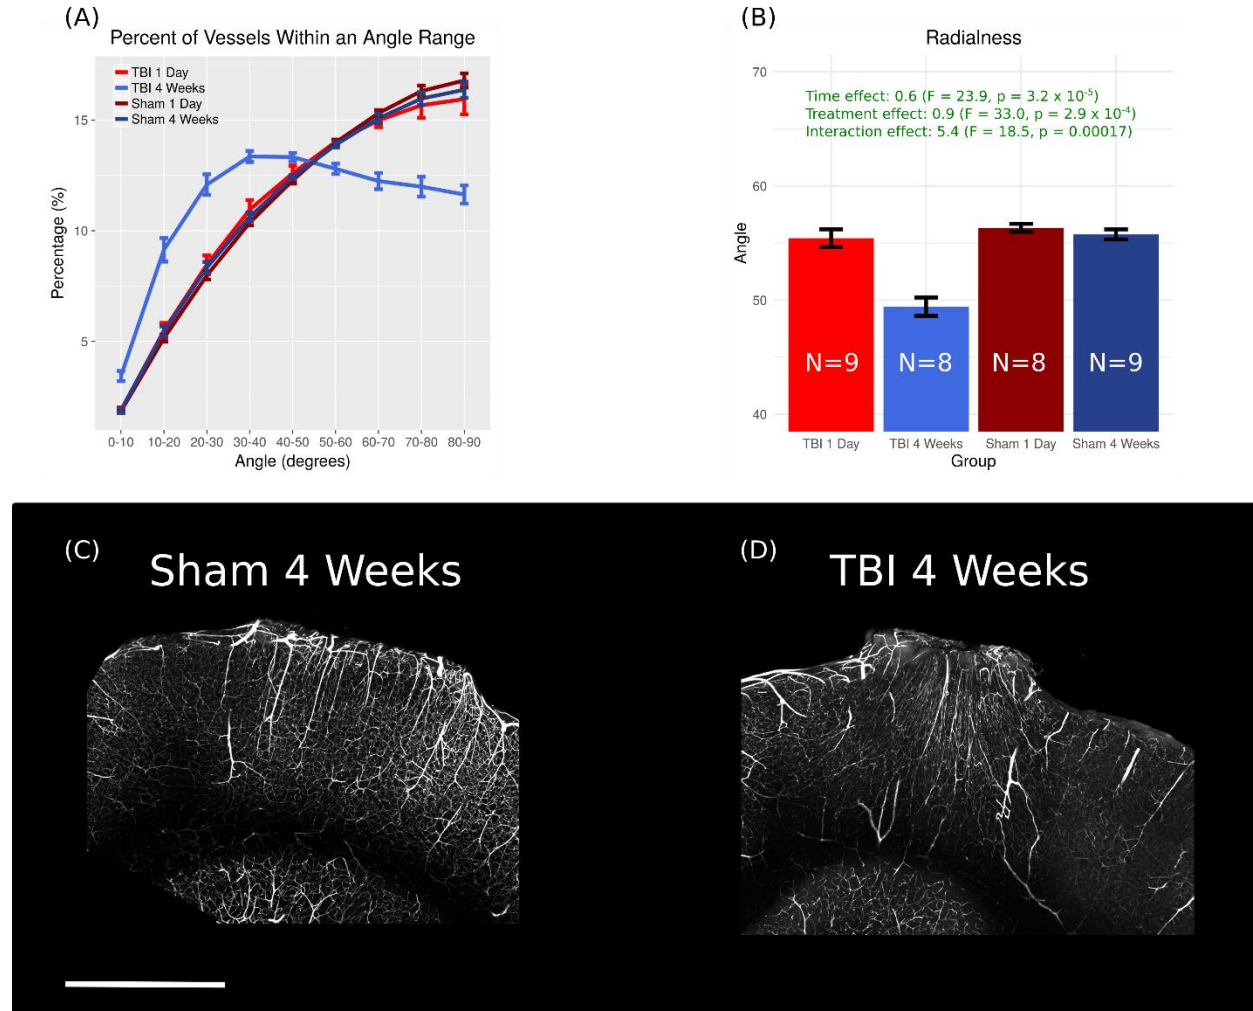 (A)
Percent of Vessels Within an Angle Range
TBI 1 Day
TBI 4 Weeks
Sham 1 Day
Sham 4 Weeks
Percentage (%)
15
10
5
0-10 10-20 20-30 30-40 40-50 50-60 60-70 70-80 80-90
Angle (degrees)
(B)
Radialness
Time effect: 0.6 (F = 23.9, p = 3.2 x 10⁻⁵)
Treatment effect: 0.9 (F = 33.0, p = 2.9 x 10⁻⁴)
Interaction effect: 5.4 (F = 18.5, p = 0.00017)
Angle
70
60
50
40
N=9 N=8 N=8 N=9
TBI 1 Day TBI 4 Weeks Sham 1 Day Sham 4 Weeks
Group
(C)
Sham 4 Weeks
(D)
TBI 4 Weeks